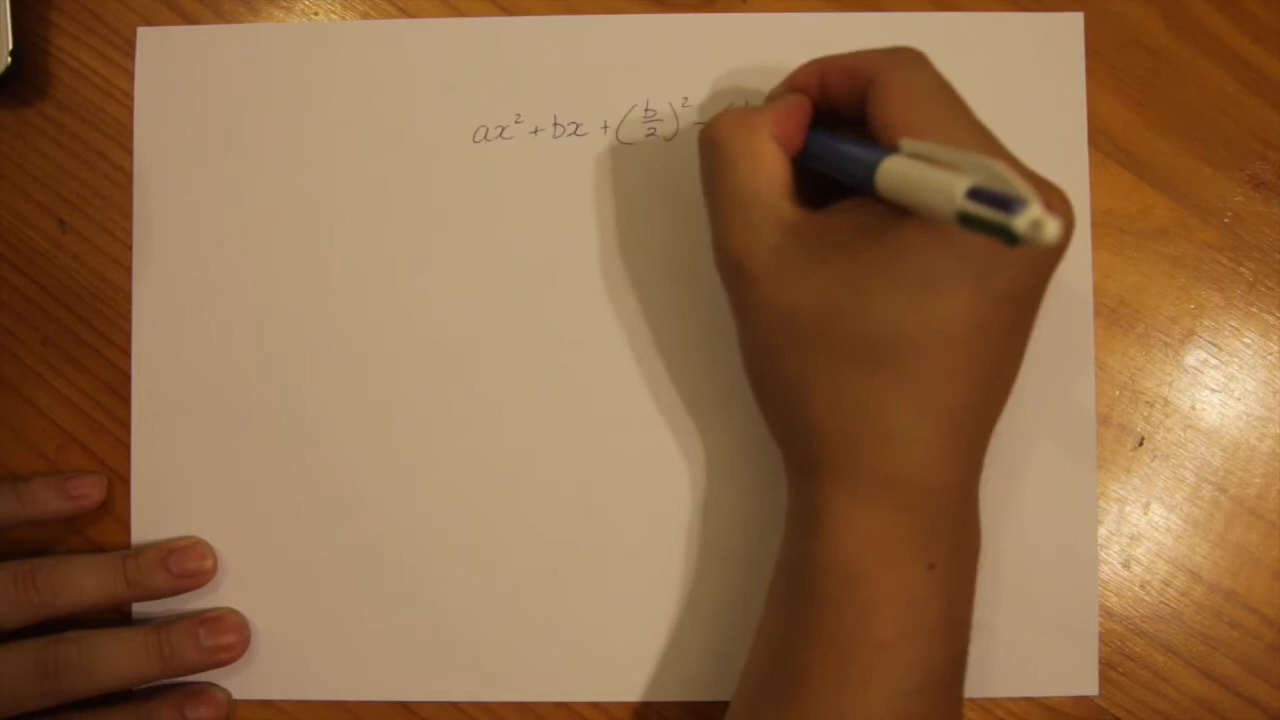 ax² + bx + (b/2)² -